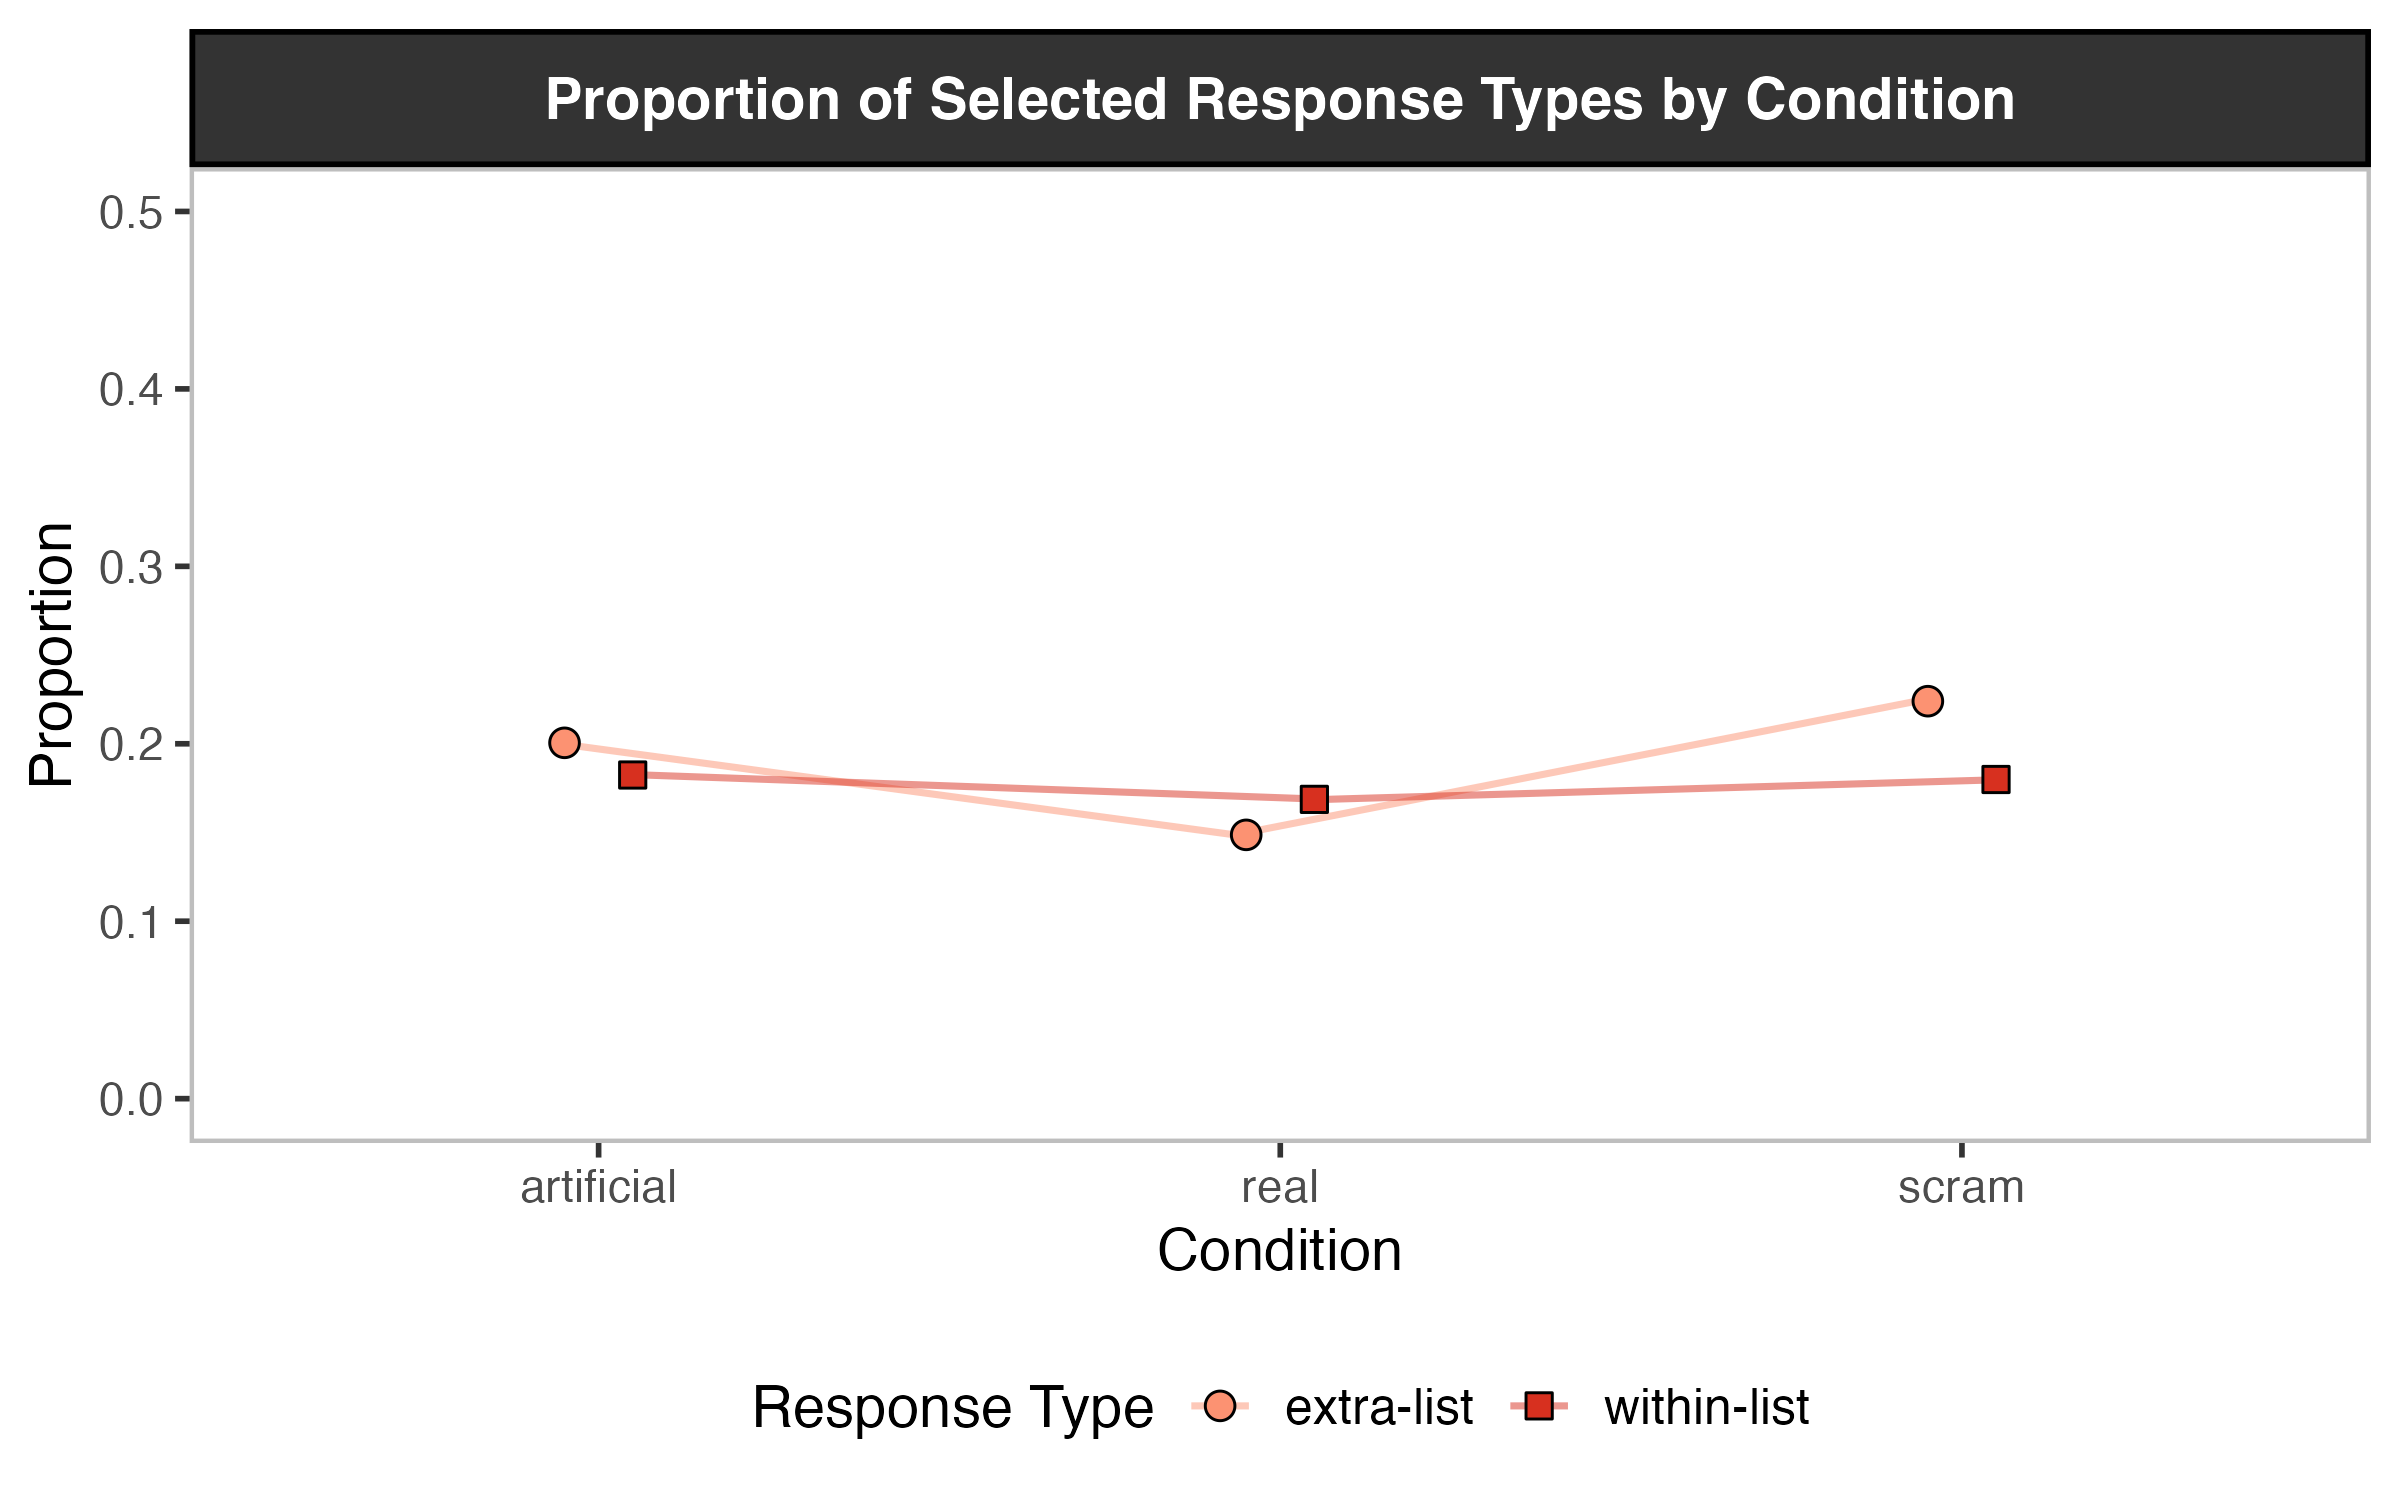 Proportion of Selected Response Types by Condition
0.5
0.4
0.3
0.2
0.1
0.0
Proportion
artificial real scram
Condition
Response Type extra-list within-list